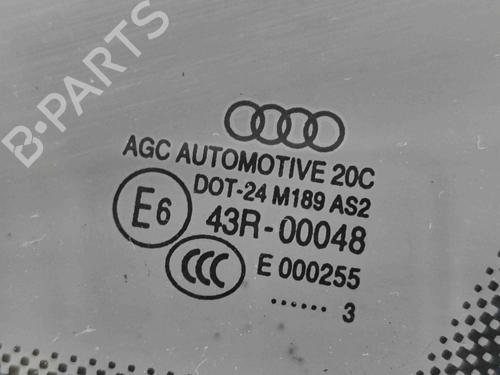 B-PARTS
AGC AUTOMOTIVE 20C
DOT-24 M189 AS2
E6
43R-00048
CCC
E 000255
...... 3